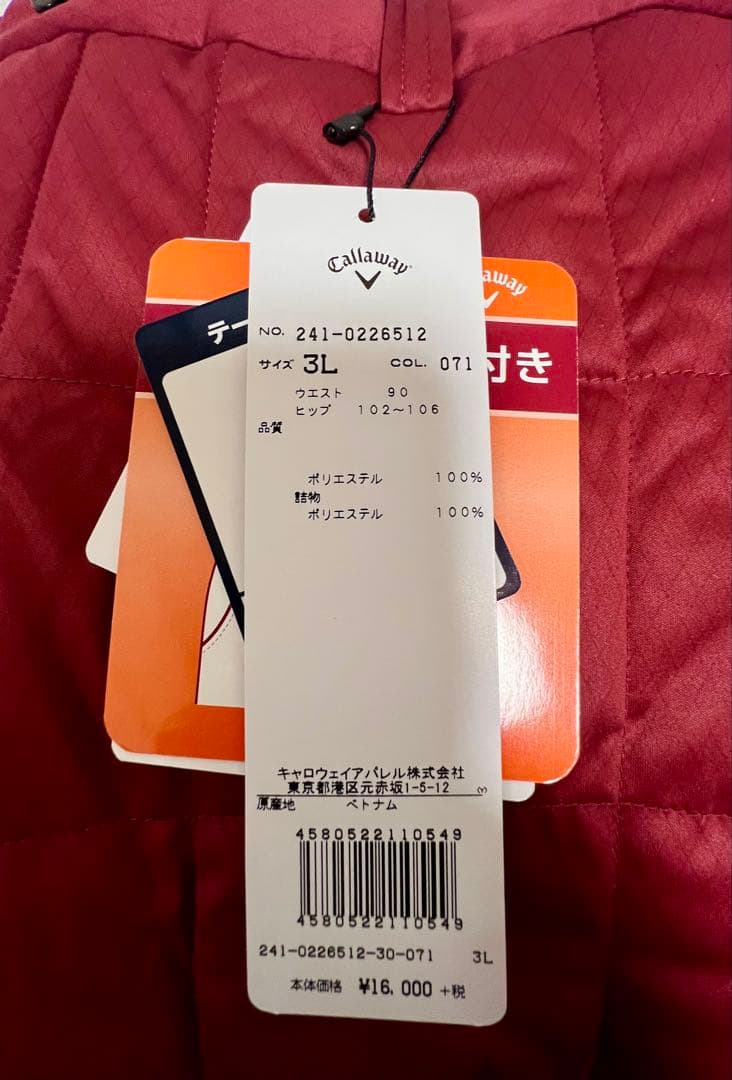 Callaway
NO. 241-0226512
サイズ 3L COL. 071
ウエスト 90
ヒップ 102～106
品質
ポリエステル 100%
詰物
ポリエステル 100%
キャロウェイアパレル株式会社
東京都港区元赤坂1-5-12 (Y)
原産地 ベトナム
4580522110549
4580522110549
241-0226512-30-071 3L
本体価格 ¥16,000 +税
away
付き
テー